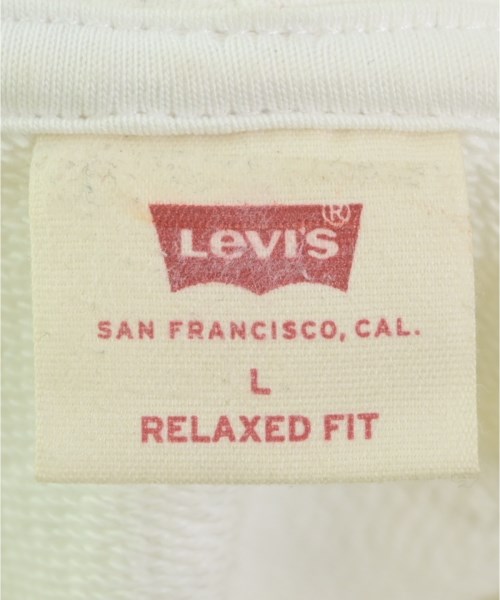 Levi's®
SAN FRANCISCO, CAL.
L
RELAXED FIT